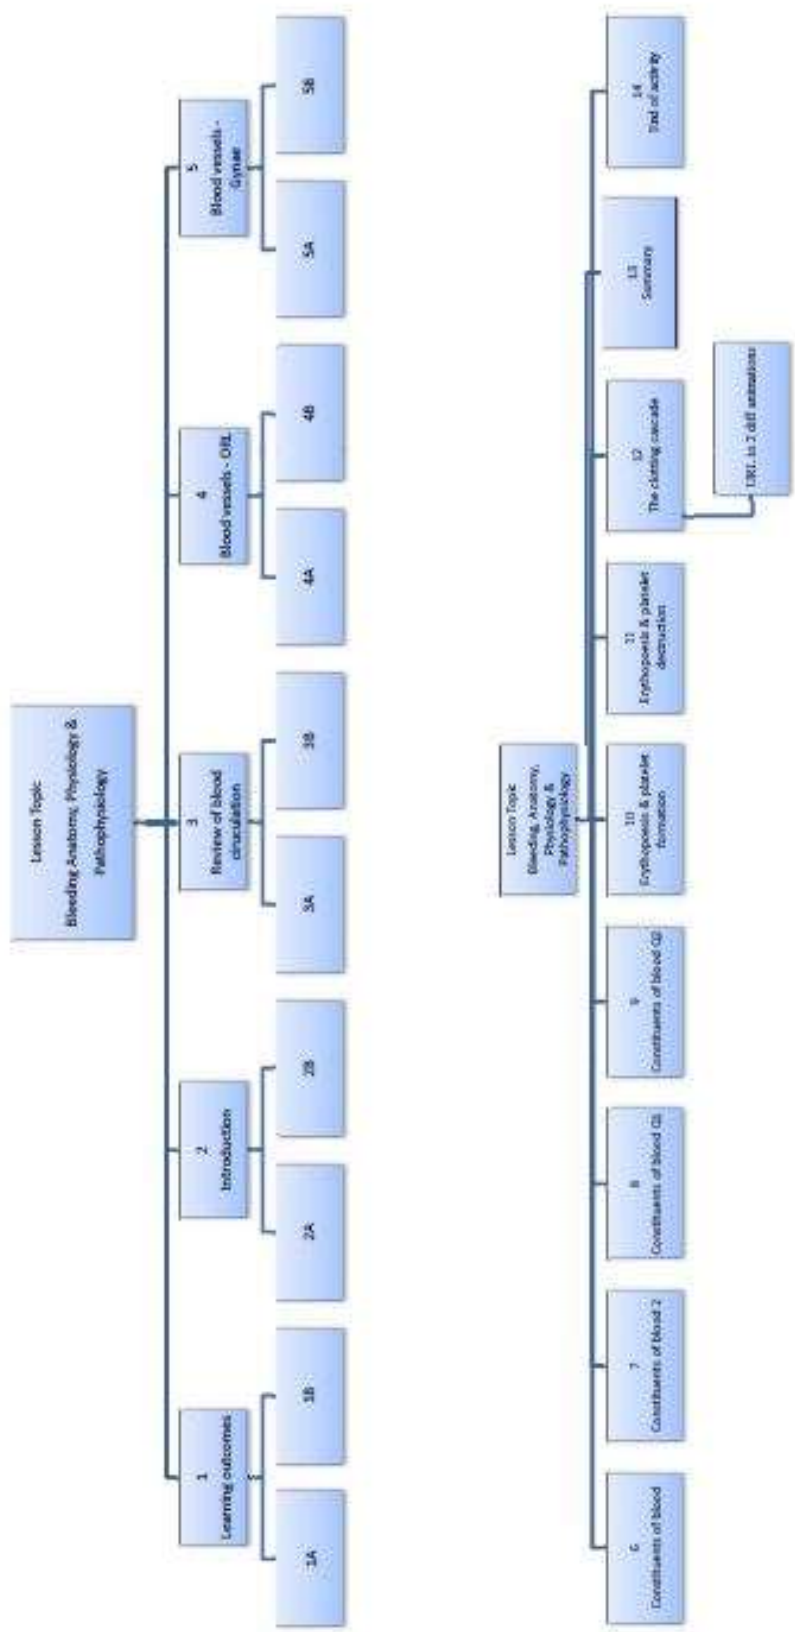 Lesson Topic
Bleeding Anatomy, Physiology &
Pathophysiology
1
Learning outcomes
2
Introduction
3
Review of blood
4
Blood vessels - ORL
5
Blood vessels -
Gynae
1A
1B
2A
2B
3A
3B
4A
4B
5A
5B
Lesson Topic
Bleeding, Anatomy,
Physiology &
Pathophysiology
6
Constituents of blood
7
Constituents of blood 2
8
Constituents of blood
9
Constituents of blood Q2
10
Erythopoesis & platelet
formation
11
Erythopoesis & platelet
destruction
12
The clotting cascade
13
Summary
14
End of activity
URL to 2 diff animations